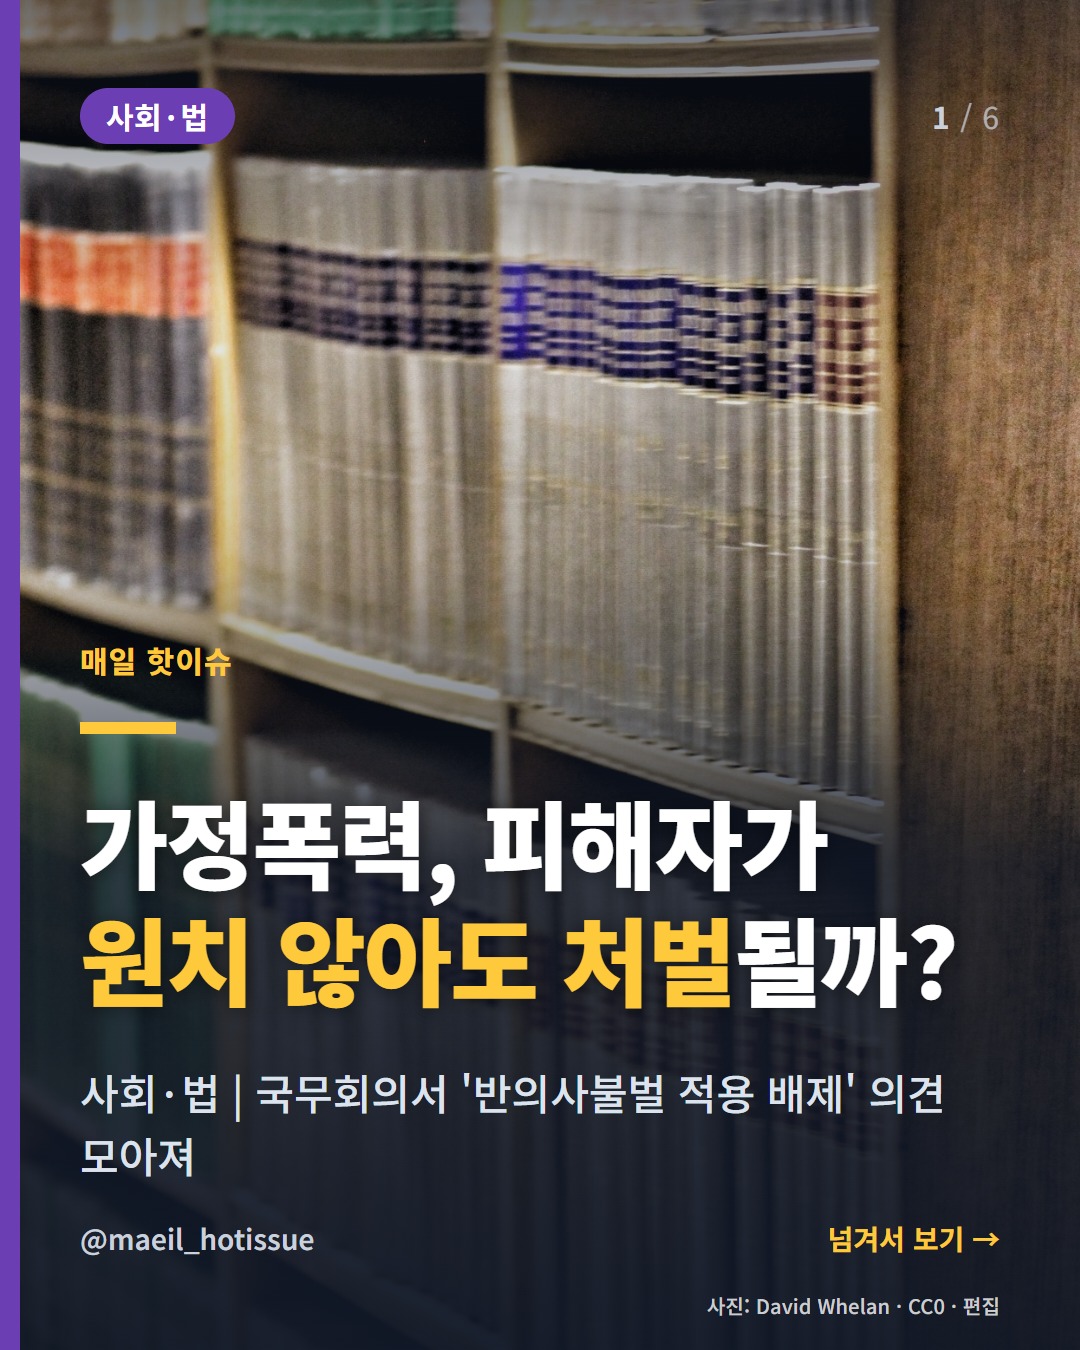 사회·법
1 / 6
매일 핫이슈
가정폭력, 피해자가
원치 않아도 처벌될까?
사회·법 | 국무회의서 '반의사불벌 적용 배제' 의견
모아져
@maeil_hotissue
넘겨서 보기 →
사진: David Whelan · CC0 · 편집